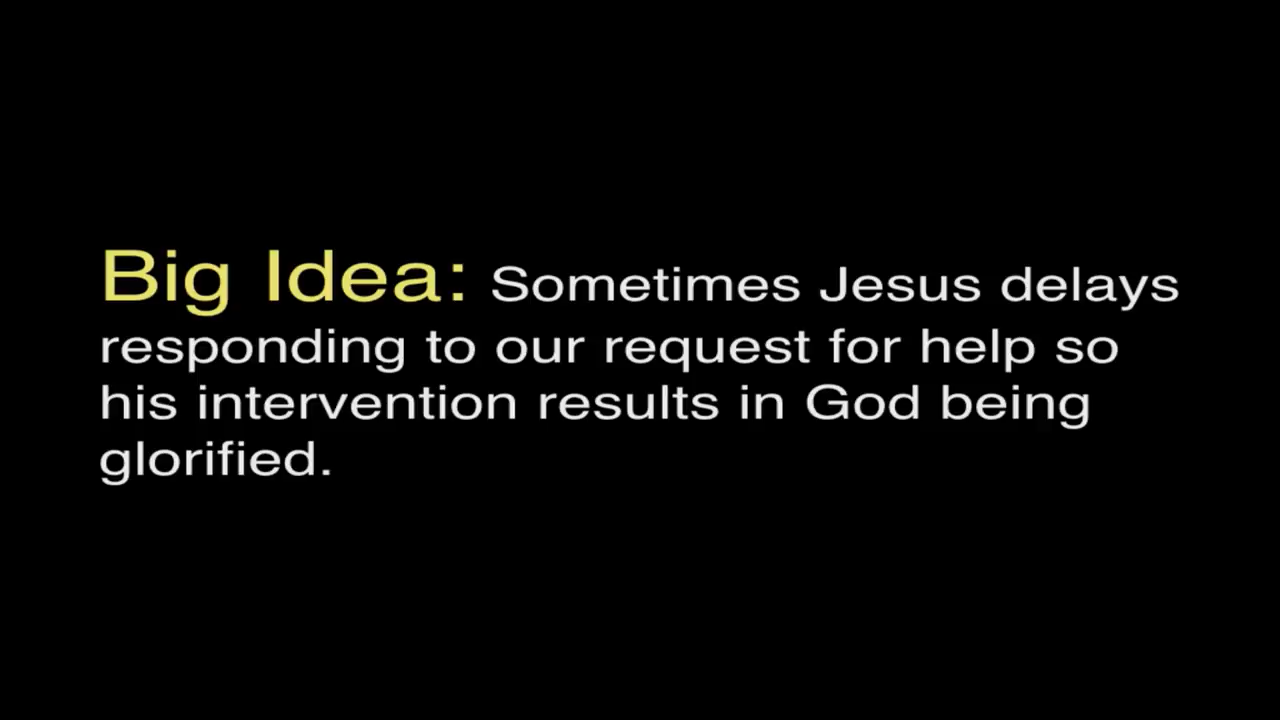 Big Idea: Sometimes Jesus delays
responding to our request for help so
his intervention results in God being
glorified.